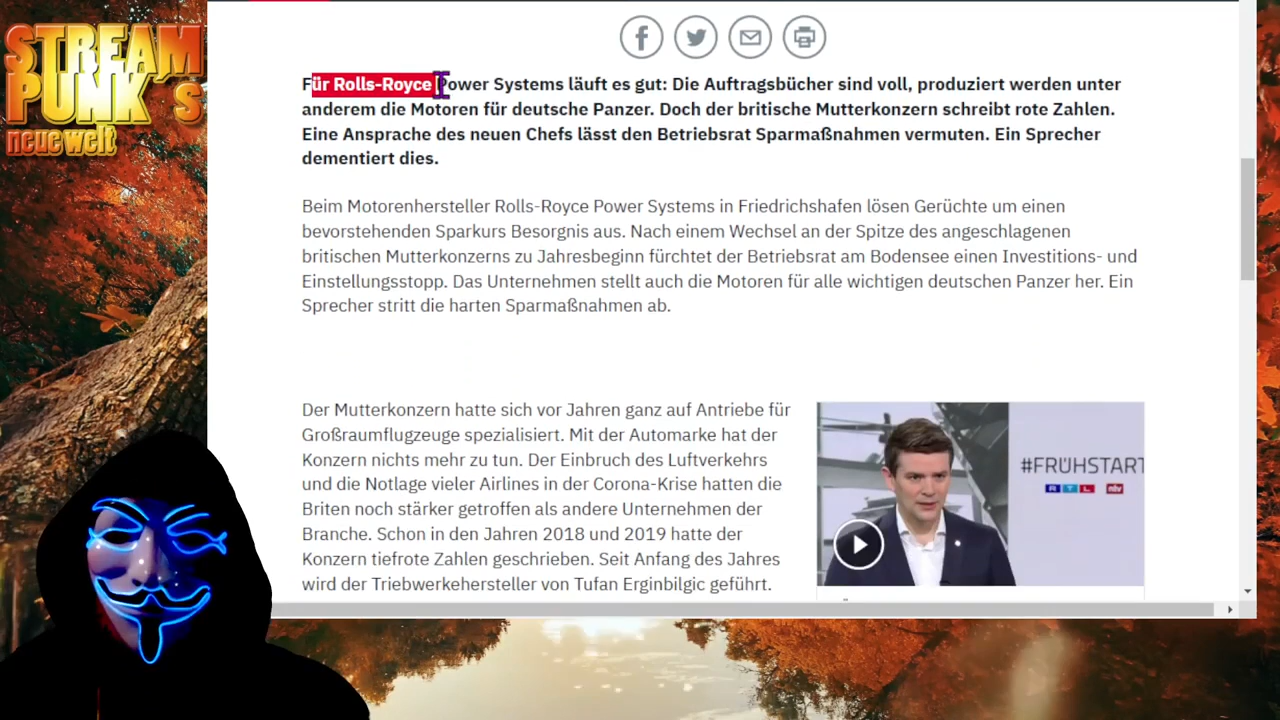 STREAM
PUNK´s
neue welt
Für Rolls-Royce Power Systems läuft es gut: Die Auftragsbücher sind voll, produziert werden unter
anderem die Motoren für deutsche Panzer. Doch der britische Mutterkonzern schreibt rote Zahlen.
Eine Ansprache des neuen Chefs lässt den Betriebsrat Sparmaßnahmen vermuten. Ein Sprecher
dementiert dies.
Beim Motorenhersteller Rolls-Royce Power Systems in Friedrichshafen lösen Gerüchte um einen
bevorstehenden Sparkurs Besorgnis aus. Nach einem Wechsel an der Spitze des angeschlagenen
britischen Mutterkonzerns zu Jahresbeginn fürchtet der Betriebsrat am Bodensee einen Investitions- und
Einstellungsstopp. Das Unternehmen stellt auch die Motoren für alle wichtigen deutschen Panzer her. Ein
Sprecher stritt die harten Sparmaßnahmen ab.
Der Mutterkonzern hatte sich vor Jahren ganz auf Antriebe für
Großraumflugzeuge spezialisiert. Mit der Automarke hat der
Konzern nichts mehr zu tun. Der Einbruch des Luftverkehrs
und die Notlage vieler Airlines in der Corona-Krise hatten die
Briten noch stärker getroffen als andere Unternehmen der
Branche. Schon in den Jahren 2018 und 2019 hatte der
Konzern tiefrote Zahlen geschrieben. Seit Anfang des Jahres
wird der Triebwerkehersteller von Tufan Erginbilgic geführt.
#FRÜHSTART
RTL ntv